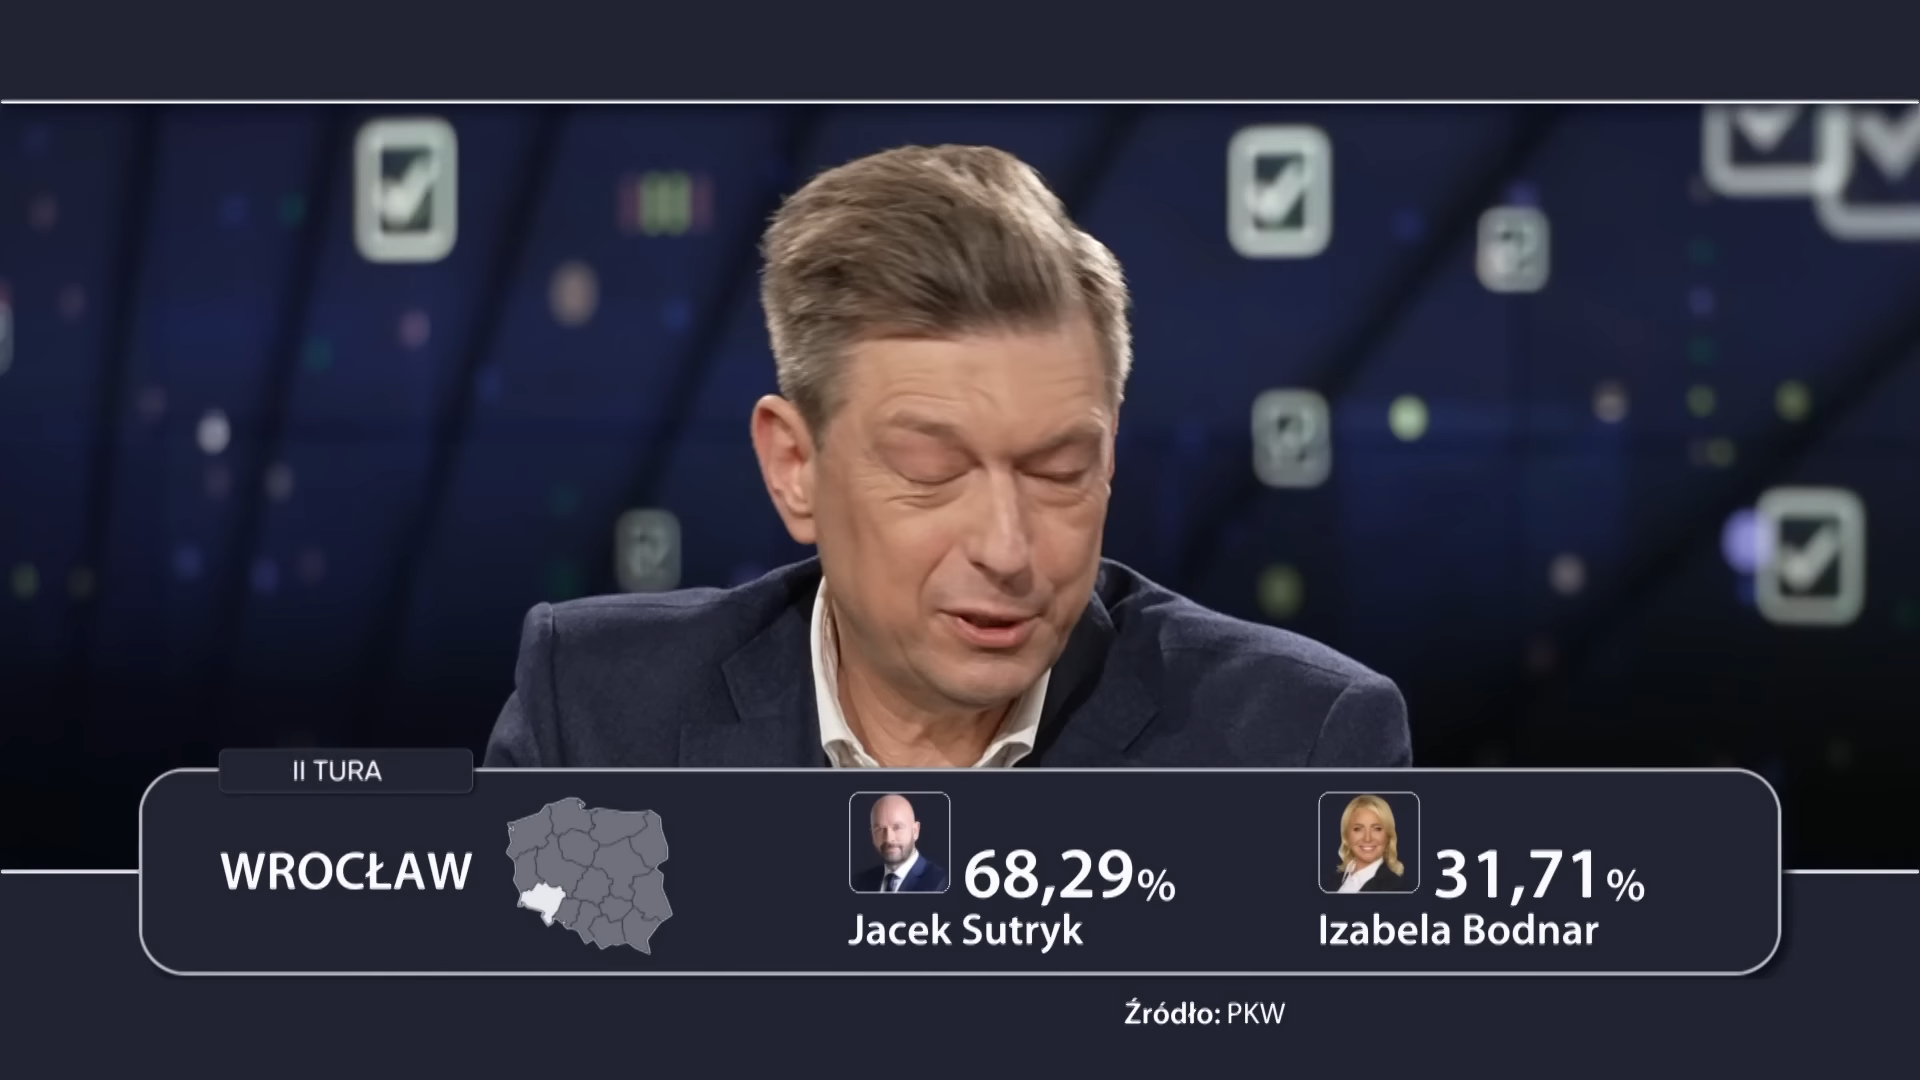 II TURA
WROCŁAW
68,29%
Jacek Sutryk
31,71%
Izabela Bodnar
Źródło: PKW